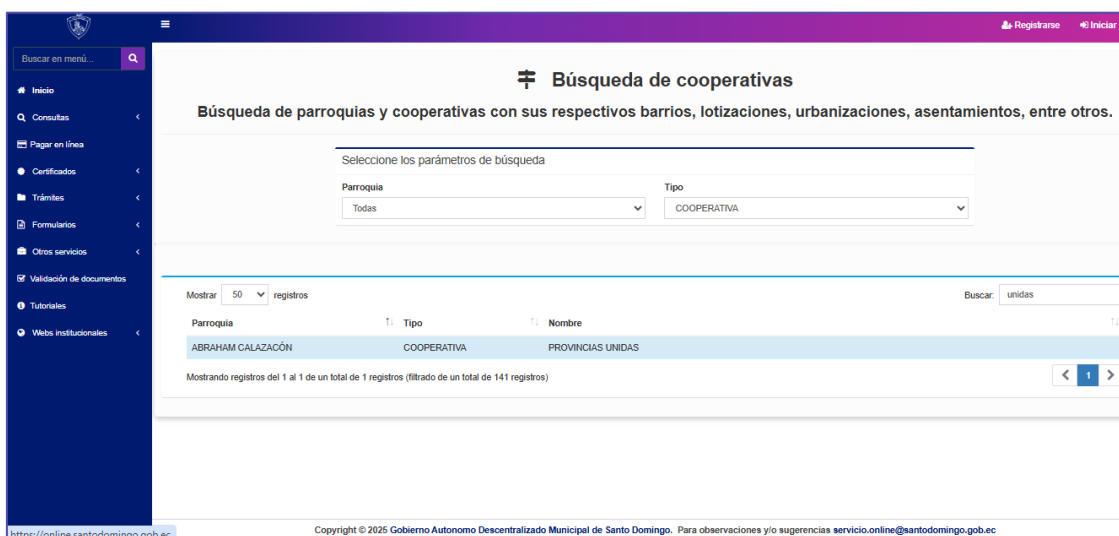 Registrarse Iniciar
Buscar en menú...
Inicio
Consultas
Pagar en línea
Certificados
Trámites
Formularios
Otros servicios
Validación de documentos
Tutoriales
Webs institucionales
Búsqueda de cooperativas
Búsqueda de parroquias y cooperativas con sus respectivos barrios, lotizaciones, urbanizaciones, asentamientos, entre otros.
Seleccione los parámetros de búsqueda
Parroquia Tipo
Todas COOPERATIVA
Mostrar 50 registros Buscar: unidas
Parroquia Tipo Nombre
ABRAHAM CALAZACÓN COOPERATIVA PROVINCIAS UNIDAS
Mostrando registros del 1 al 1 de un total de 1 registros (filtrado de un total de 141 registros)
1
Copyright © 2025 Gobierno Autonomo Descentralizado Municipal de Santo Domingo. Para observaciones y/o sugerencias servicio.online@santodomingo.gob.ec
https://online.santodomingo.gob.ec